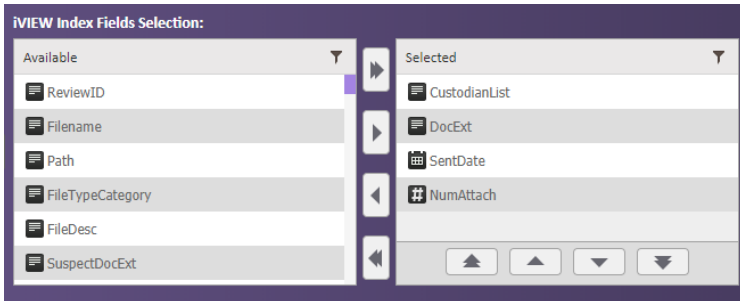 iVIEW Index Fields Selection:
Available
ReviewID
Filename
Path
FileTypeCategory
FileDesc
SuspectDocExt
Selected
CustodianList
DocExt
SentDate
NumAttach